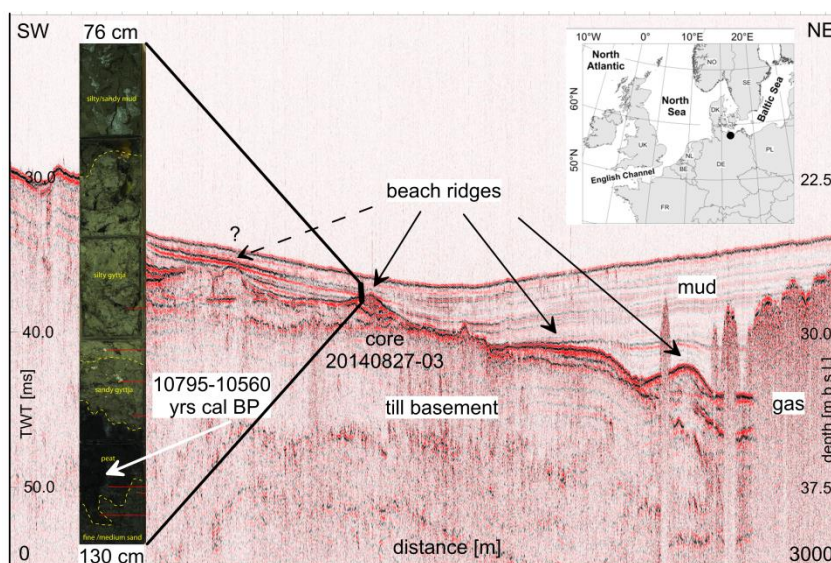 SW
76 cm
NE
10°W
0°
10°E
20°E
North
Atlantic
NO
SE
60°N
North
Sea
Baltic Sea
DK
UK
50°N
NL
BE
DE
PL
English Channel
FR
silty/sandy mud
30.0
22.5
beach ridges
?
silty gyttja
mud
40.0
30.0
core
20140827-03
TWT [ms]
10795-10560
yrs cal BP
sandy gyttja
till basement
gas
depth [m b.s.l.]
peat
50.0
37.5
fine /medium sand
0
130 cm
distance [m]
3000